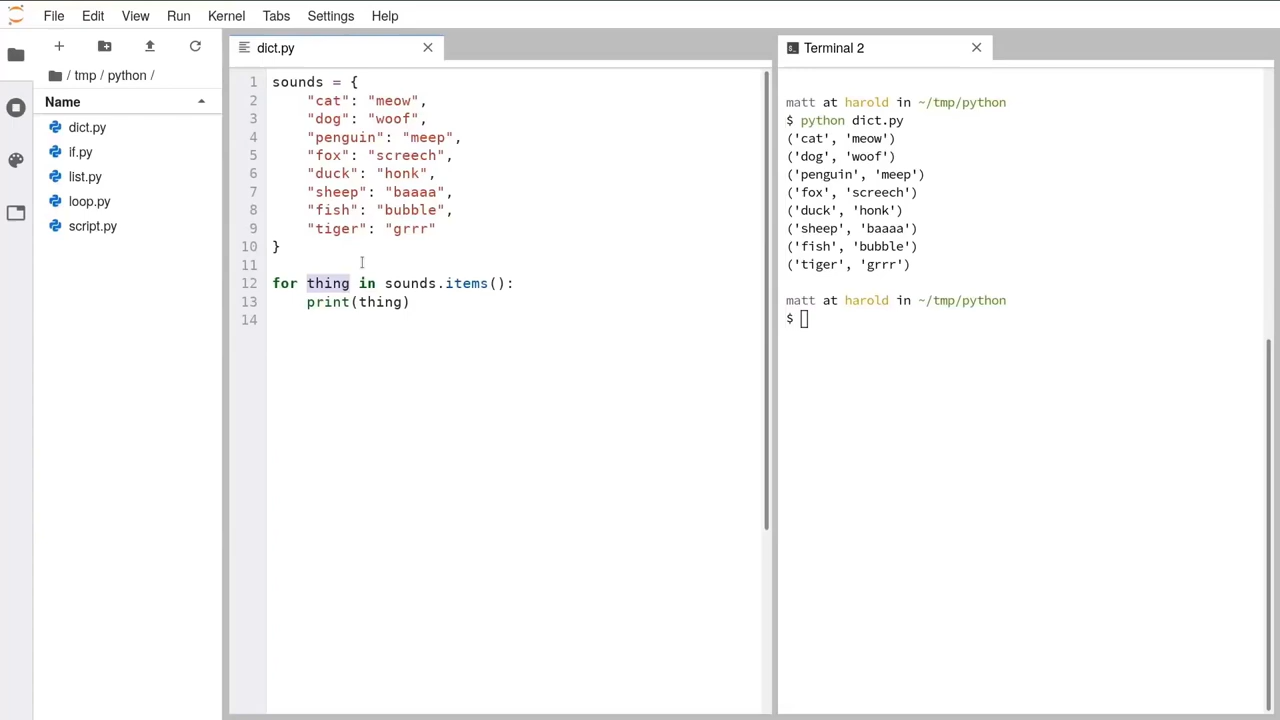 File Edit View Run Kernel Tabs Settings Help
/ tmp / python /
Name
dict.py
if.py
list.py
loop.py
script.py
dict.py
1 sounds = {
2     "cat": "meow",
3     "dog": "woof",
4     "penguin": "meep",
5     "fox": "screech",
6     "duck": "honk",
7     "sheep": "baaaa",
8     "fish": "bubble",
9     "tiger": "grrr"
10 }
11
12 for thing in sounds.items():
13     print(thing)
14
Terminal 2
matt at harold in ~/tmp/python
$ python dict.py
('cat', 'meow')
('dog', 'woof')
('penguin', 'meep')
('fox', 'screech')
('duck', 'honk')
('sheep', 'baaaa')
('fish', 'bubble')
('tiger', 'grrr')
matt at harold in ~/tmp/python
$